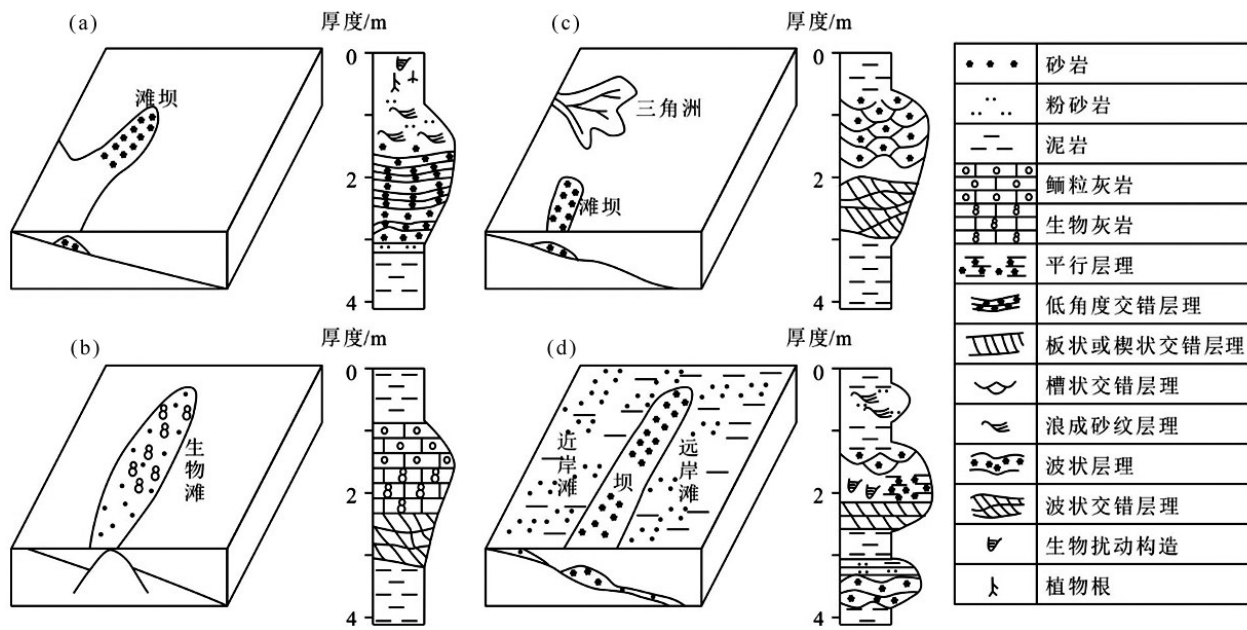 (a)
厚度/m
0
2
4
滩坝
(c)
厚度/m
0
2
4
三角洲
滩坝
(b)
厚度/m
0
2
4
生物滩
(d)
厚度/m
0
2
4
近岸滩
坝
远岸滩
砂岩
粉砂岩
泥岩
鲕粒灰岩
生物灰岩
平行层理
低角度交错层理
板状或楔状交错层理
槽状交错层理
浪成砂纹层理
波状层理
波状交错层理
生物扰动构造
植物根